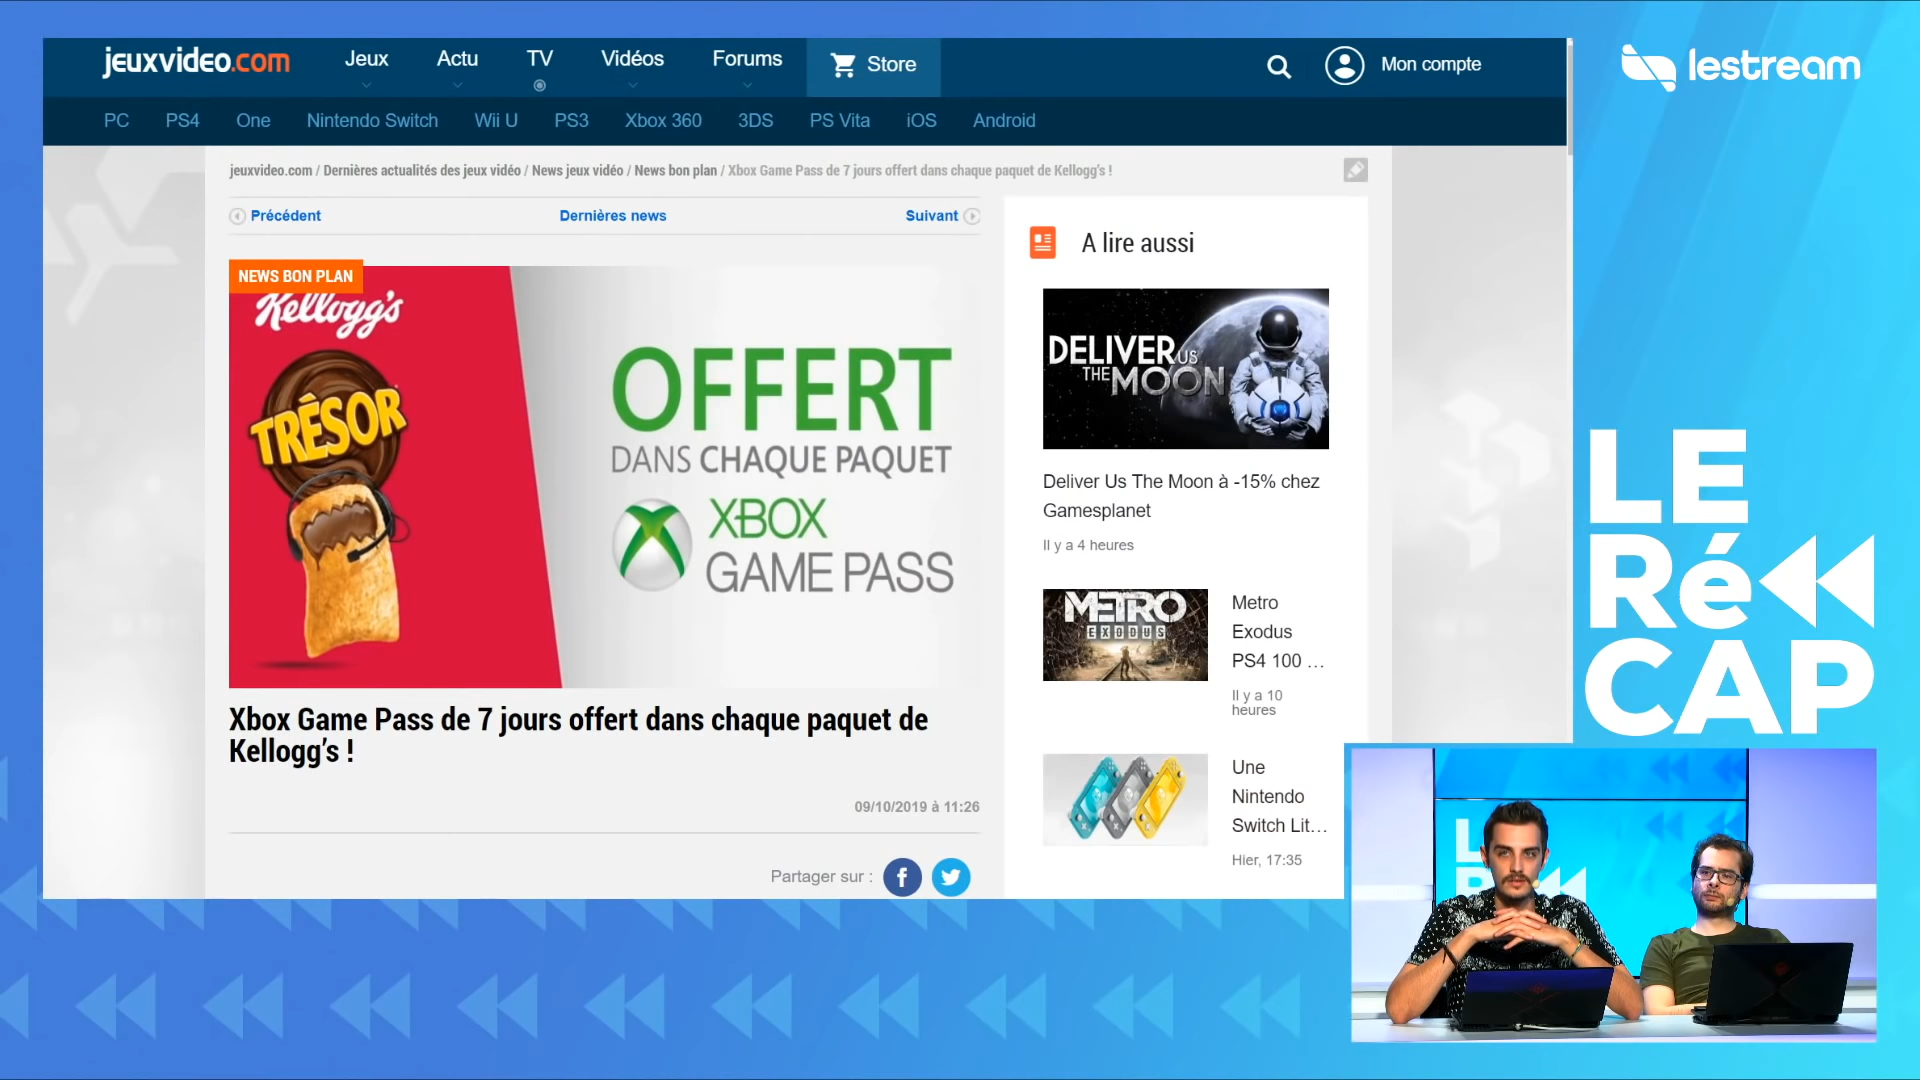 jeuxvideo.com
Jeux
Actu
TV
Vidéos
Forums
Store
Mon compte
lestream
PC
PS4
One
Nintendo Switch
Wii U
PS3
Xbox 360
3DS
PS Vita
iOS
Android
jeuxvideo.com / Dernières actualités des jeux vidéo / News jeux vidéo / News bon plan / Xbox Game Pass de 7 jours offert dans chaque paquet de Kellogg's !
Précédent
Dernières news
Suivant
NEWS BON PLAN
Kellogg's
TRÉSOR
OFFERT
DANS CHAQUE PAQUET
XBOX
GAME PASS
Xbox Game Pass de 7 jours offert dans chaque paquet de
Kellogg’s !
09/10/2019 à 11:26
Partager sur :
A lire aussi
DELIVER US
THE MOON
Deliver Us The Moon à -15% chez
Gamesplanet
Il y a 4 heures
METRO
EXODUS
Metro
Exodus
PS4 100 …
Il y a 10
heures
Une
Nintendo
Switch Lit…
Hier, 17:35
LE
Ré
CAP